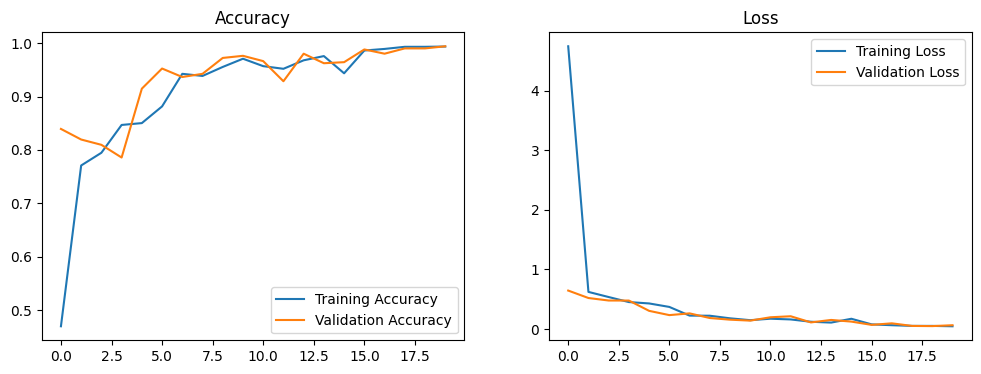 Accuracy
1.0
0.9
0.8
0.7
0.6
0.5
0.0 2.5 5.0 7.5 10.0 12.5 15.0 17.5
Training Accuracy
Validation Accuracy
Loss
4
3
2
1
0
0.0 2.5 5.0 7.5 10.0 12.5 15.0 17.5
Training Loss
Validation Loss